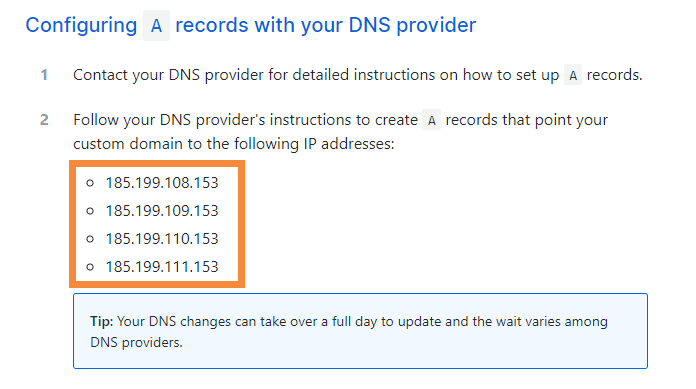 Configuring A records with your DNS provider
1 Contact your DNS provider for detailed instructions on how to set up A records.
2 Follow your DNS provider's instructions to create A records that point your
custom domain to the following IP addresses:
185.199.108.153
185.199.109.153
185.199.110.153
185.199.111.153
Tip: Your DNS changes can take over a full day to update and the wait varies among
DNS providers.